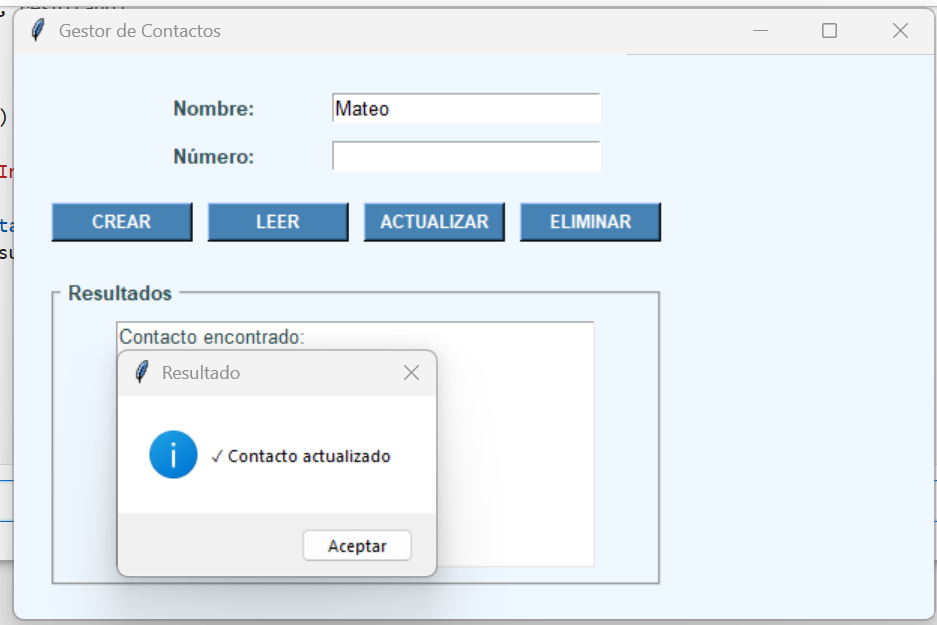 Gestor de Contactos
Nombre: Mateo
Número:
CREAR LEER ACTUALIZAR ELIMINAR
Resultados
Contacto encontrado:
Resultado
✓ Contacto actualizado
Aceptar